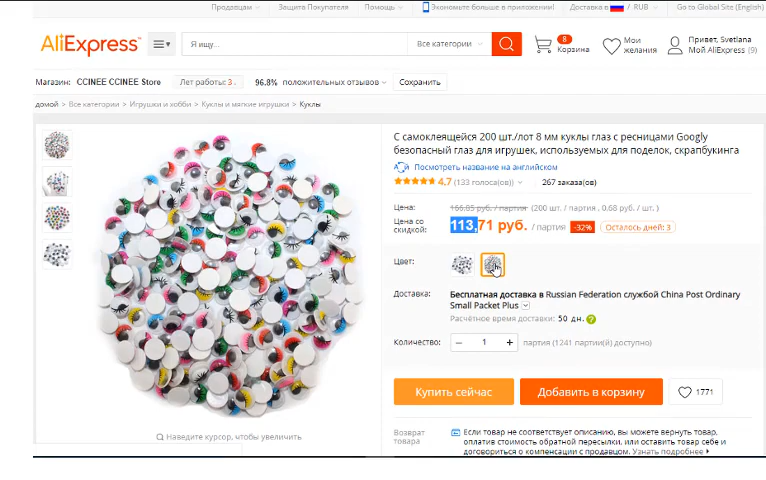 Продавцам
Защита Покупателя
Помощь
Экономьте больше в приложении!
Доставка в / RUB
Go to Global Site (English)
AliExpress
Я ищу...
Все категории
8
Корзина
Мои
желания
Привет, Svetlana
Мой AliExpress (9)
Магазин: CCINEE CCINEE Store
Лет работы: 3 .
96.8% положительных отзывов
Сохранить
домой > Все категории > Игрушки и хобби > Куклы и мягкие игрушки > Куклы
С самоклеящейся 200 шт./лот 8 мм куклы глаз с ресницами Googly
безопасный глаз для игрушек, используемых для поделок, скрапбукинга
Посмотреть название на английском
4,7 (133 голоса(ов))
267 заказа(ов)
Цена:
166,65 руб. / партия (200 шт. / партия , 0,68 руб. / шт. )
Цена со
скидкой:
113,71 руб. / партия
-32%
Осталось дней: 3
Цвет:
Доставка:
Бесплатная доставка в Russian Federation службой China Post Ordinary
Small Packet Plus
Расчётное время доставки: 50 дн.
Количество:
− 1 + партия (1241 партии(й) доступно)
Купить сейчас
Добавить в корзину
1771
Наведите курсор, чтобы увеличить
Возврат
товара
Если товар не соответствует описанию, вы можете вернуть товар,
оплатив стоимость обратной пересылки, или оставить товар себе и
договориться о компенсации с продавцом. Узнать подробнее